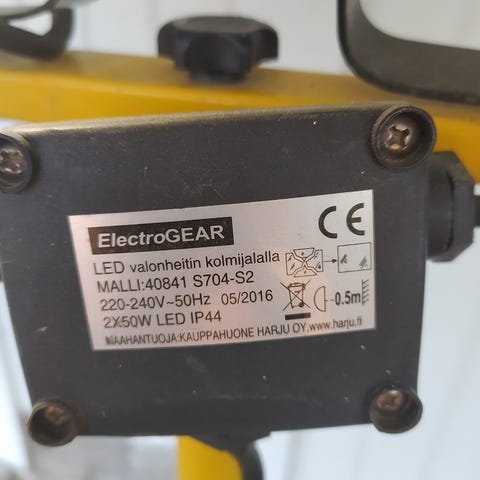 ElectroGEAR
CE
LED valonheitin kolmijalalla
MALLI:40841 S704-S2
220-240V~50Hz 05/2016
-0.5m
2X50W LED IP44
MAAHANTUOJA:KAUPPAHUONE HARJU OY,www.harju.fi